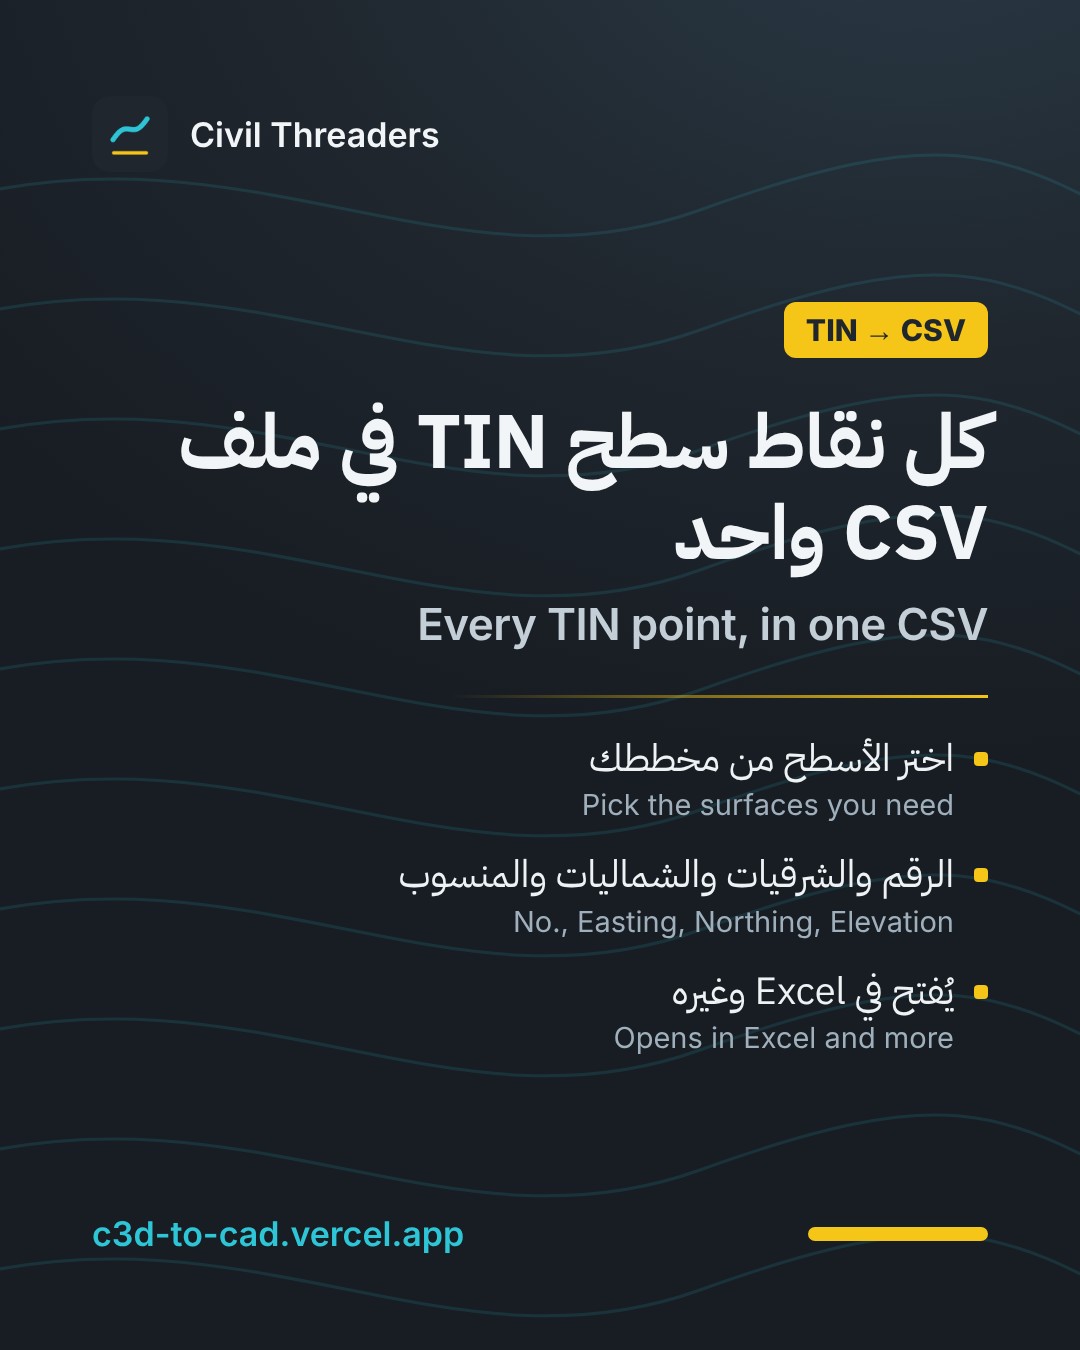 Civil Threaders
TIN → CSV
كل نقاط سطح TIN في ملف
CSV واحد
Every TIN point, in one CSV
اختر الأسطح من مخططك
Pick the surfaces you need
الرقم والشرقيات والشماليات والمنسوب
No., Easting, Northing, Elevation
يُفتح في Excel وغيره
Opens in Excel and more
c3d-to-cad.vercel.app